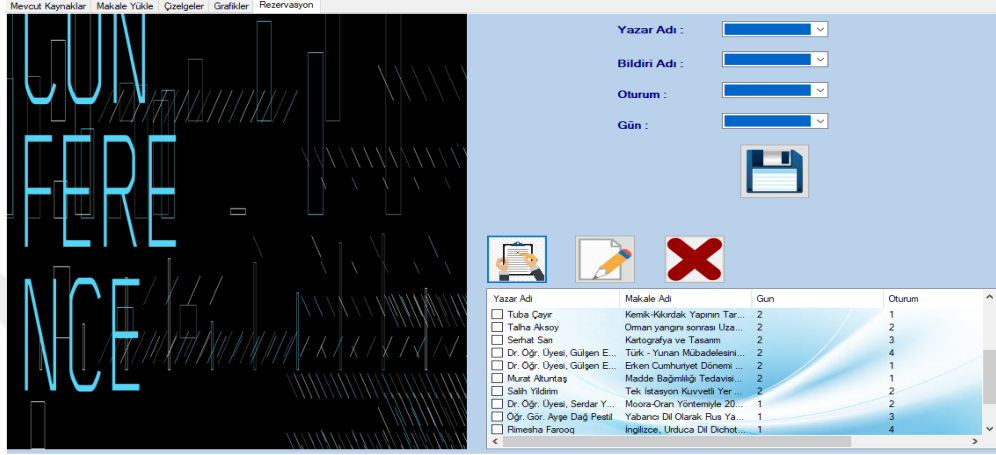 Mevcut Kaynaklar Makale Yükle Çizelgeler Grafikler Rezervasyon
CON
FERE
NCE
Yazar Adı :
Bildiri Adı :
Oturum :
Gün :
Yazar Adi Makale Adi Gun Oturum
Tuba Çayır Kemik-Kıkırdak Yapının Tar... 2 1
Talha Aksoy Orman yangını sonrası Uza... 2 2
Serhat Sarı Kartografya ve Tasarım 2 3
Dr. Öğr. Üyesi, Gülşen E... Türk - Yunan Mübadelesini... 2 4
Dr. Öğr. Üyesi, Gülşen E... Erken Cumhuriyet Dönemi ... 2 1
Murat Altuntaş Madde Bağımlılığı Tedavisi... 2 1
Salih Yildirim Tek İstasyon Kuvvetli Yer ... 2 2
Dr. Öğr. Üyesi, Serdar Y... Moora-Oran Yöntemiyle 20... 1 2
Öğr. Gör. Ayşe Dağ Pestil Yabancı Dil Olarak Rus Ya... 1 3
Rimesha Farooq İngilizce, Urduca Dil Dichot... 1 4